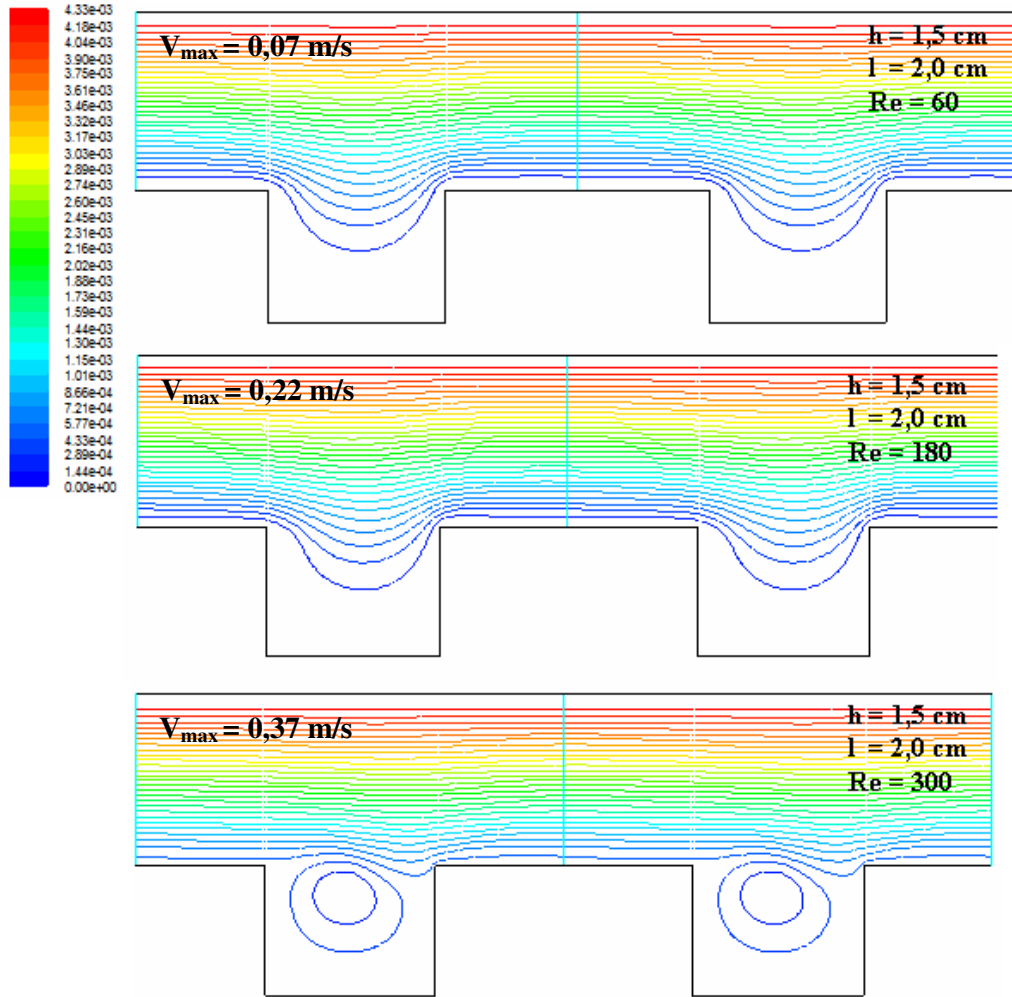 4.33e-03
4.18e-03
4.04e-03
3.90e-03
3.75e-03
3.61e-03
3.46e-03
3.32e-03
3.17e-03
3.03e-03
2.89e-03
2.74e-03
2.60e-03
2.45e-03
2.31e-03
2.16e-03
2.02e-03
1.88e-03
1.73e-03
1.59e-03
1.44e-03
1.30e-03
1.15e-03
1.01e-03
8.66e-04
7.21e-04
5.77e-04
4.33e-04
2.89e-04
1.44e-04
0.00e+00
Vmax = 0,07 m/s
h = 1,5 cm
l = 2,0 cm
Re = 60
Vmax = 0,22 m/s
h = 1,5 cm
l = 2,0 cm
Re = 180
Vmax = 0,37 m/s
h = 1,5 cm
l = 2,0 cm
Re = 300